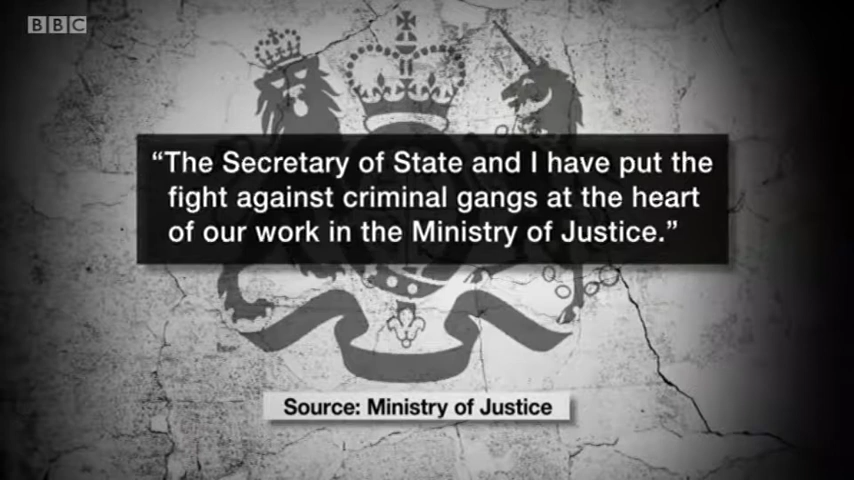 BBC
“The Secretary of State and I have put the
fight against criminal gangs at the heart
of our work in the Ministry of Justice.”
Source: Ministry of Justice